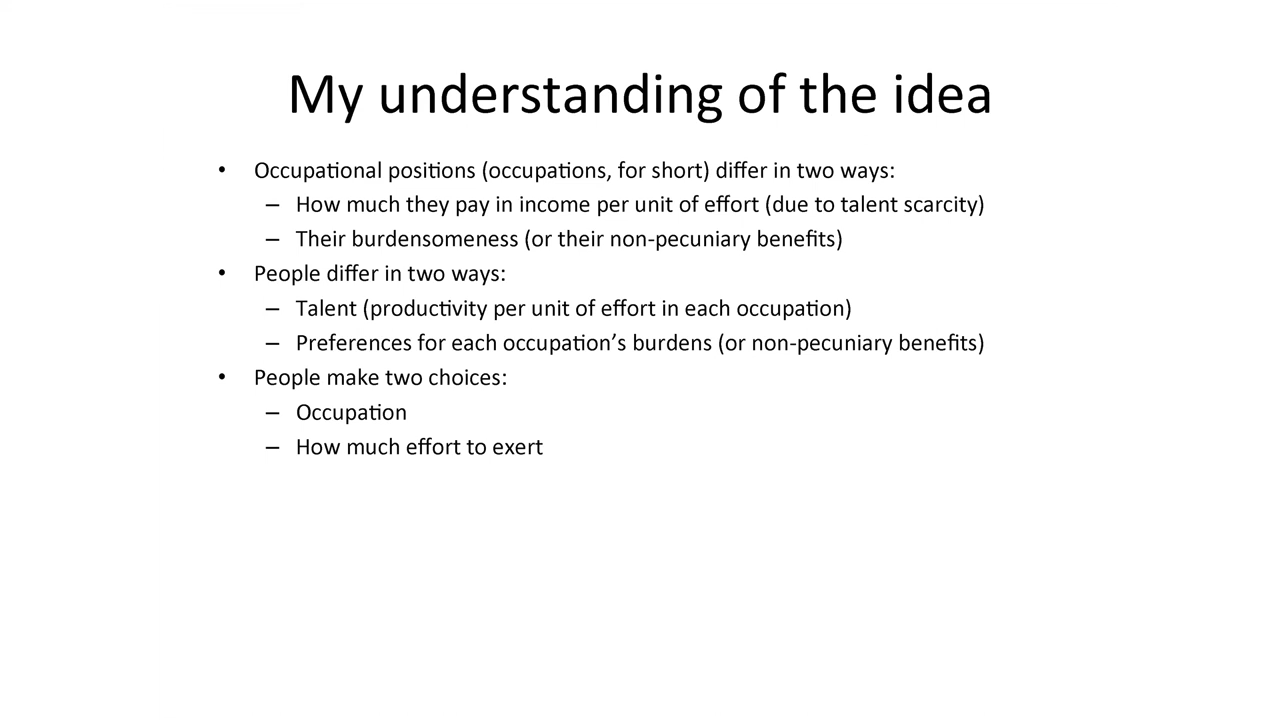 My understanding of the idea
• Occupational positions (occupations, for short) differ in two ways:
– How much they pay in income per unit of effort (due to talent scarcity)
– Their burdensomeness (or their non-pecuniary benefits)
• People differ in two ways:
– Talent (productivity per unit of effort in each occupation)
– Preferences for each occupation’s burdens (or non-pecuniary benefits)
• People make two choices:
– Occupation
– How much effort to exert